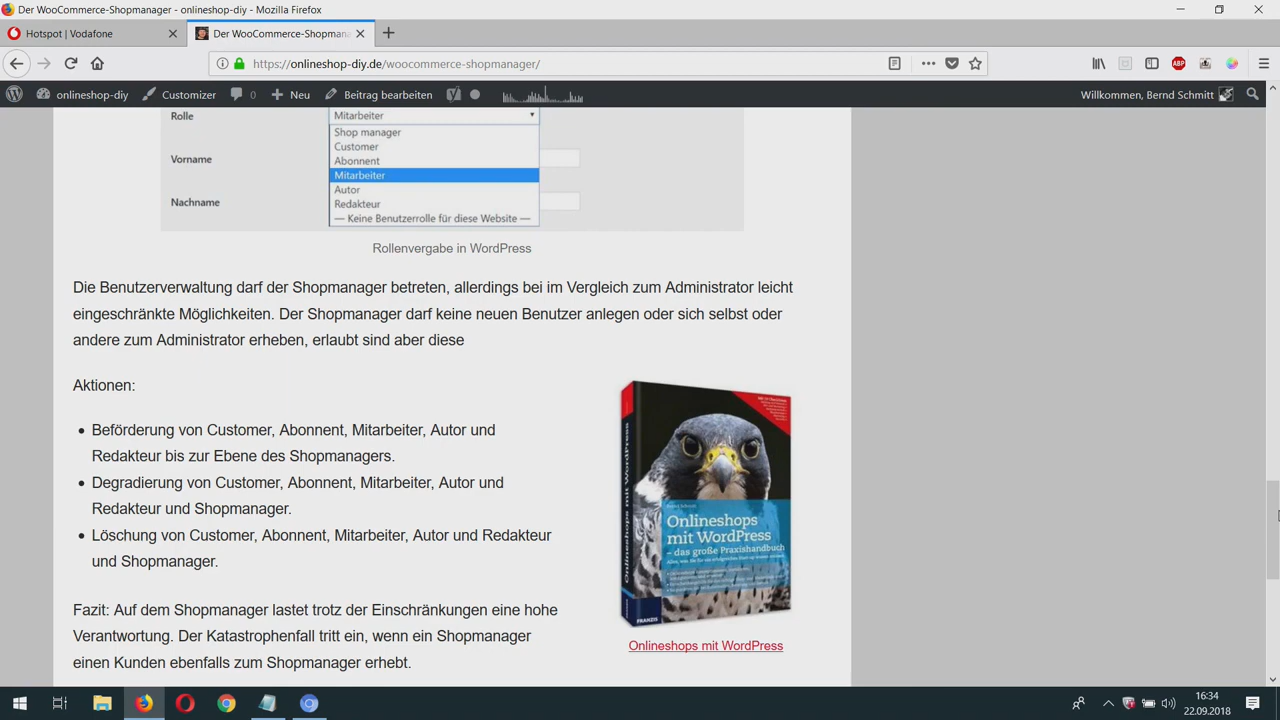 Der WooCommerce-Shopmanager - onlineshop-diy - Mozilla Firefox
Hotspot | Vodafone
Der WooCommerce-Shopmana
https://onlineshop-diy.de/woocommerce-shopmanager/
ABP
onlineshop-diy
Customizer
0
Neu
Beitrag bearbeiten
Willkommen, Bernd Schmitt
Rolle
Mitarbeiter
Shop manager
Customer
Abonnent
Mitarbeiter
Autor
Redakteur
— Keine Benutzerrolle für diese Website —
Vorname
Nachname
Rollenvergabe in WordPress
Die Benutzerverwaltung darf der Shopmanager betreten, allerdings bei im Vergleich zum Administrator leicht
eingeschränkte Möglichkeiten. Der Shopmanager darf keine neuen Benutzer anlegen oder sich selbst oder
andere zum Administrator erheben, erlaubt sind aber diese
Aktionen:
Beförderung von Customer, Abonnent, Mitarbeiter, Autor und
Redakteur bis zur Ebene des Shopmanagers.
Degradierung von Customer, Abonnent, Mitarbeiter, Autor und
Redakteur und Shopmanager.
Löschung von Customer, Abonnent, Mitarbeiter, Autor und Redakteur
und Shopmanager.
Fazit: Auf dem Shopmanager lastet trotz der Einschränkungen eine hohe
Verantwortung. Der Katastrophenfall tritt ein, wenn ein Shopmanager
einen Kunden ebenfalls zum Shopmanager erhebt.
Onlineshops mit WordPress
Onlineshops
mit WordPress
– das große Praxishandbuch
FRANZIS
Onlineshops mit WordPress
16:34
22.09.2018